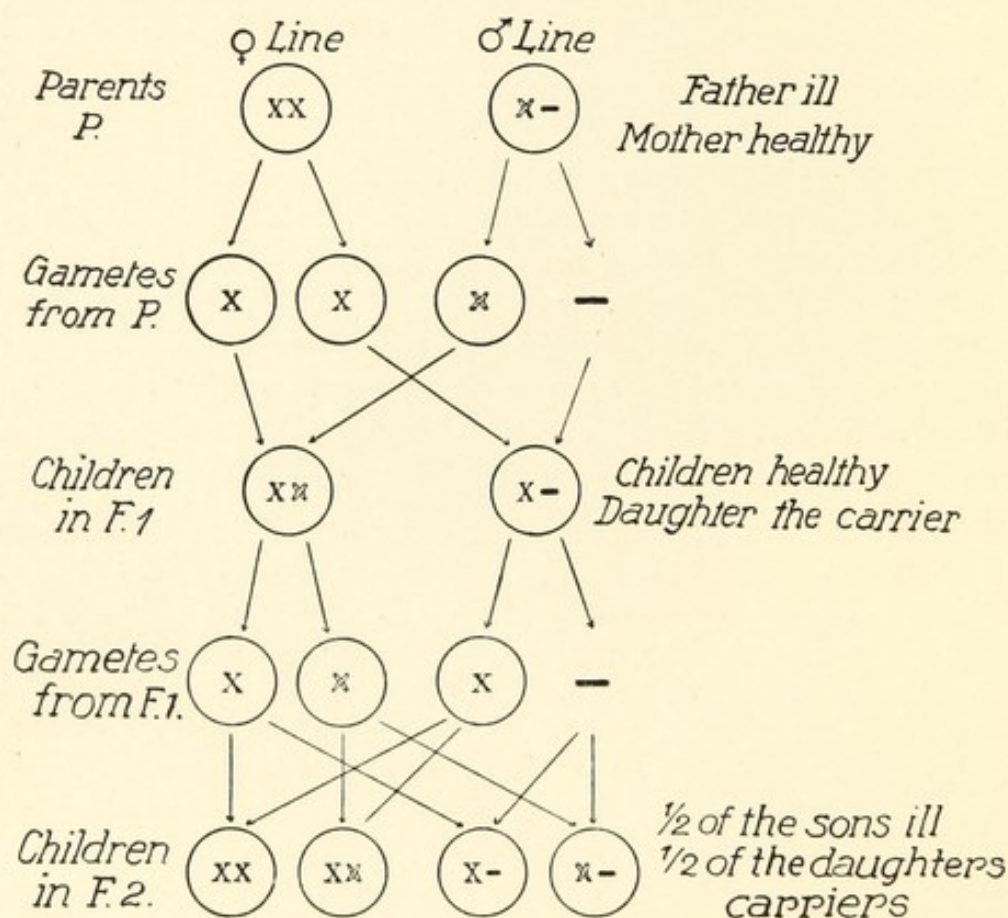 ♀ Line ♂ Line
Parents
P.
XX
x -
Father ill
Mother healthy
Gametes
from P.
X X x —
Children
in F.1
Xx
X -
Children healthy
Daughter the carrier
Gametes
from F.1.
X x X —
Children
in F.2.
XX Xx X- x-
1/2 of the sons ill
1/2 of the daughters
carriers